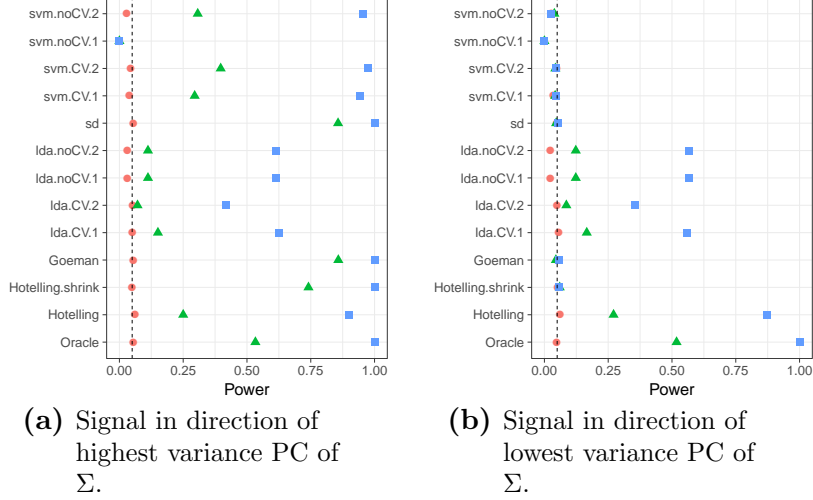 svm.noCV.2
svm.noCV.1
svm.CV.2
svm.CV.1
sd
lda.noCV.2
lda.noCV.1
lda.CV.2
lda.CV.1
Goeman
Hotelling.shrink
Hotelling
Oracle
0.00 0.25 0.50 0.75 1.00
Power
(a) Signal in direction of
highest variance PC of
Σ.
svm.noCV.2
svm.noCV.1
svm.CV.2
svm.CV.1
sd
lda.noCV.2
lda.noCV.1
lda.CV.2
lda.CV.1
Goeman
Hotelling.shrink
Hotelling
Oracle
0.00 0.25 0.50 0.75 1.00
Power
(b) Signal in direction of
lowest variance PC of
Σ.